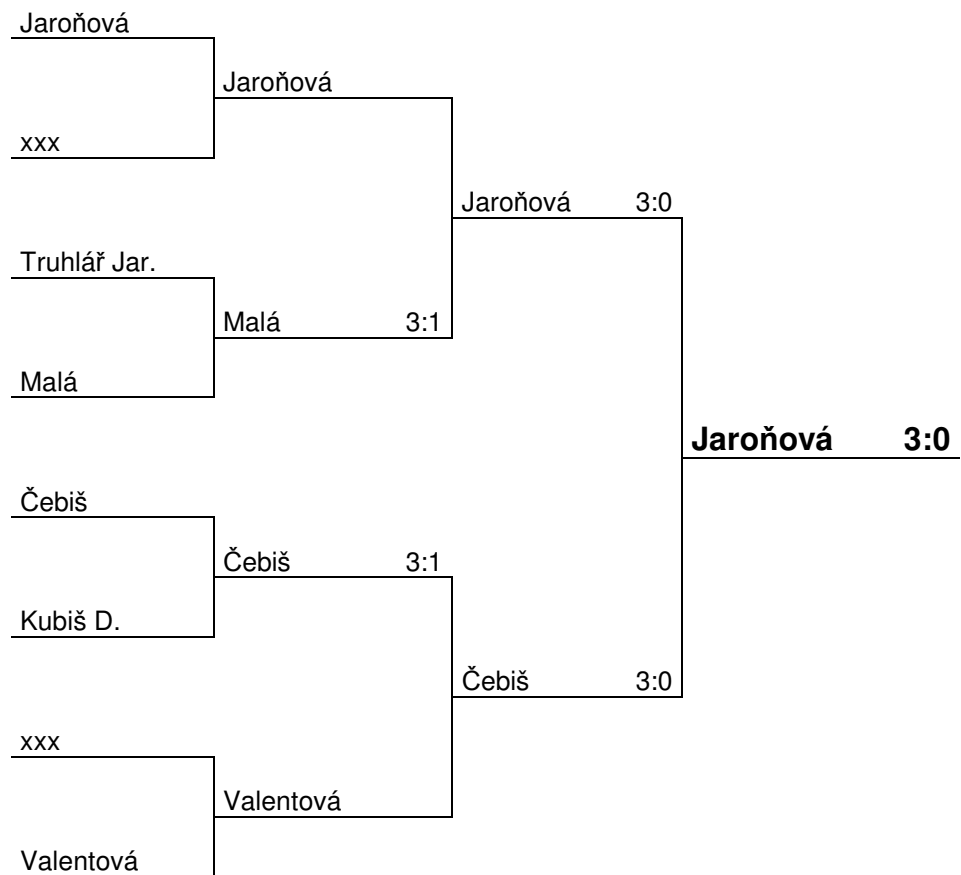 Jaroňová
Jaroňová
xxx
Jaroňová 3:0
Truhlář Jar.
Malá 3:1
Malá
Jaroňová 3:0
Čebiš
Čebiš 3:1
Kubiš D.
Čebiš 3:0
xxx
Valentová
Valentová